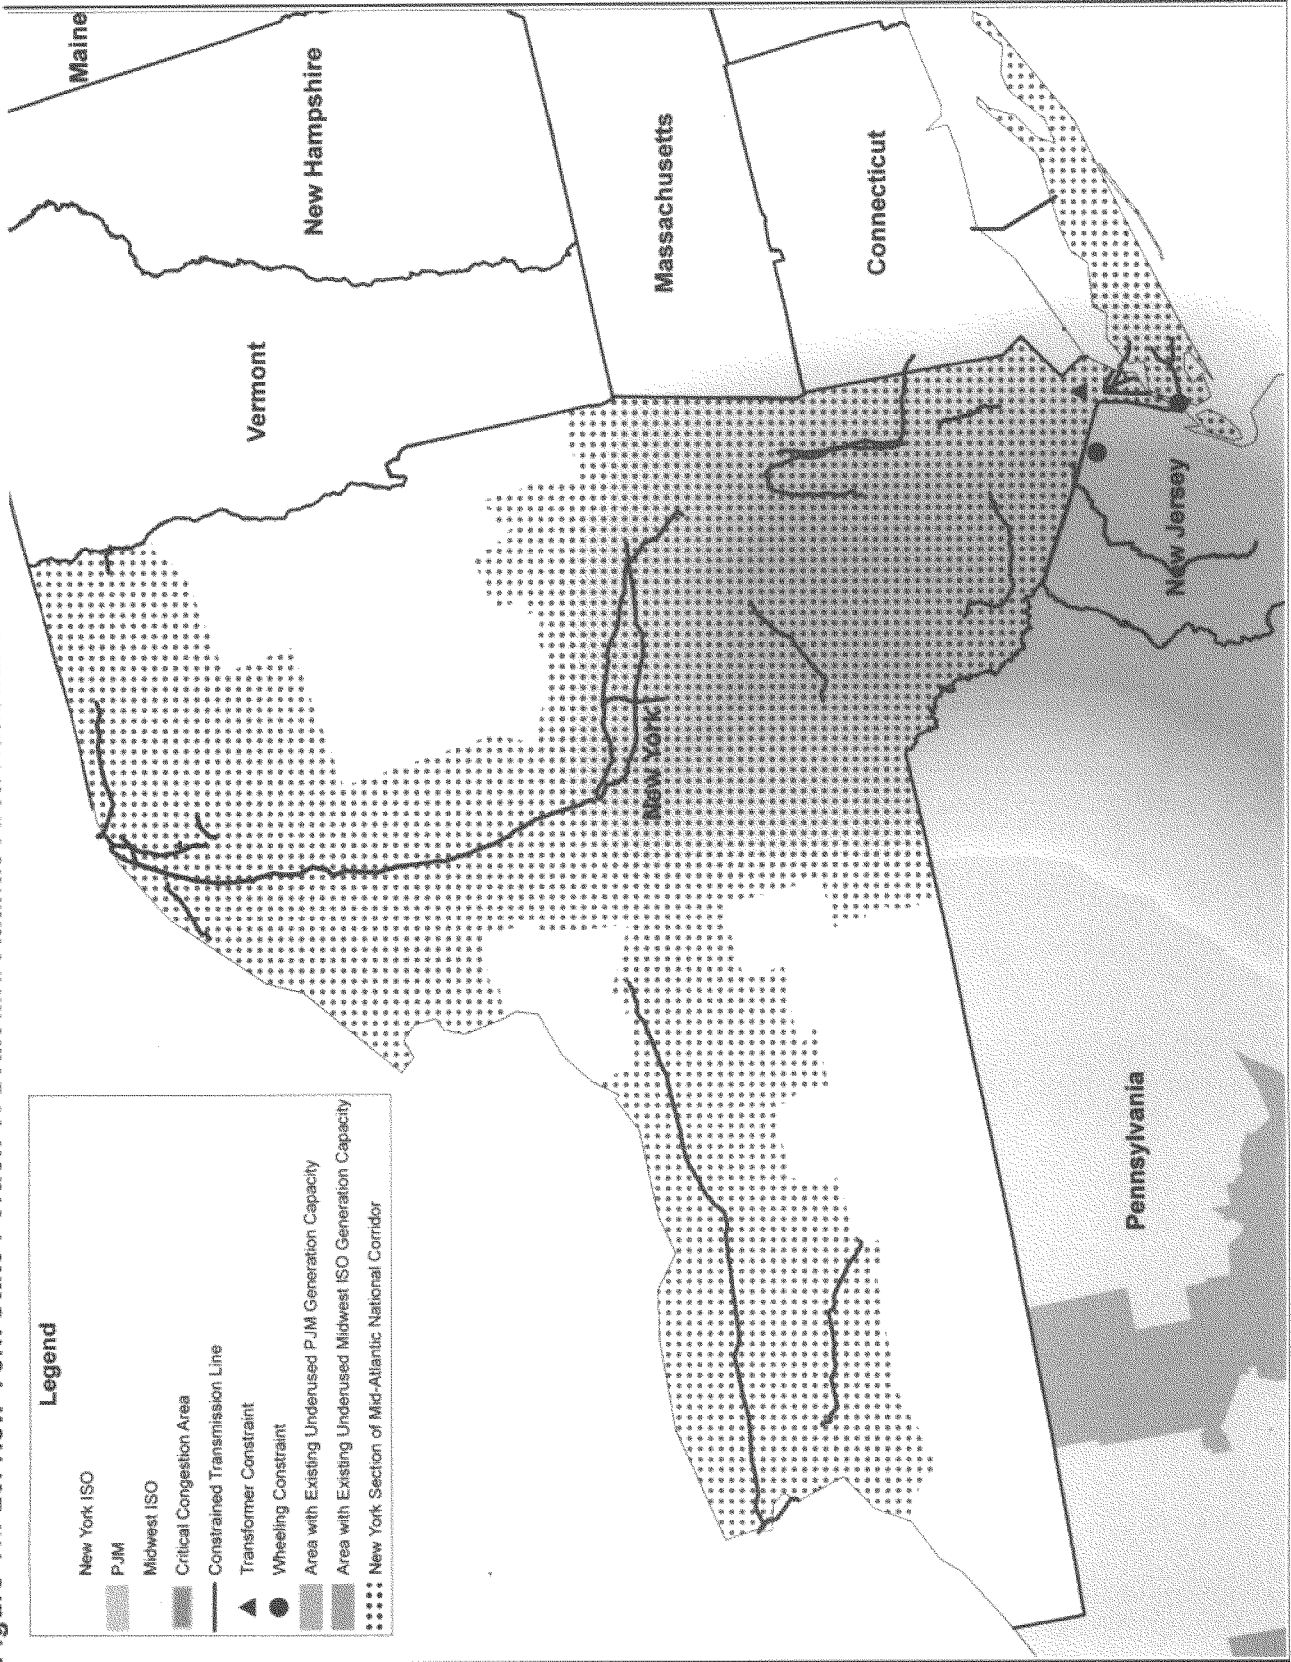 Legend
New York ISO
PJM
Midwest ISO
Critical Congestion Area
Constrained Transmission Line
Transformer Constraint
Wheeling Constraint
Area with Existing Underused PJM Generation Capacity
Area with Existing Underused Midwest ISO Generation Capacity
New York Section of Mid-Atlantic National Corridor
Maine
New Hampshire
Vermont
Massachusetts
Connecticut
New York
New Jersey
Pennsylvania